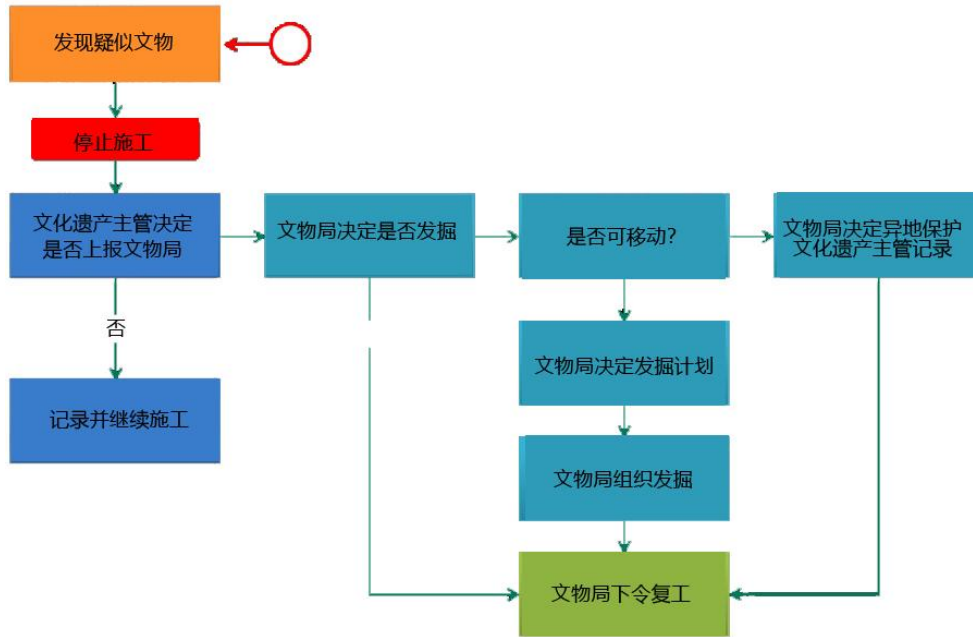 发现疑似文物
停止施工
文化遗产主管决定
是否上报文物局
文物局决定是否发掘
是否可移动?
文物局决定异地保护
文化遗产主管记录
否
文物局决定发掘计划
记录并继续施工
文物局组织发掘
文物局下令复工